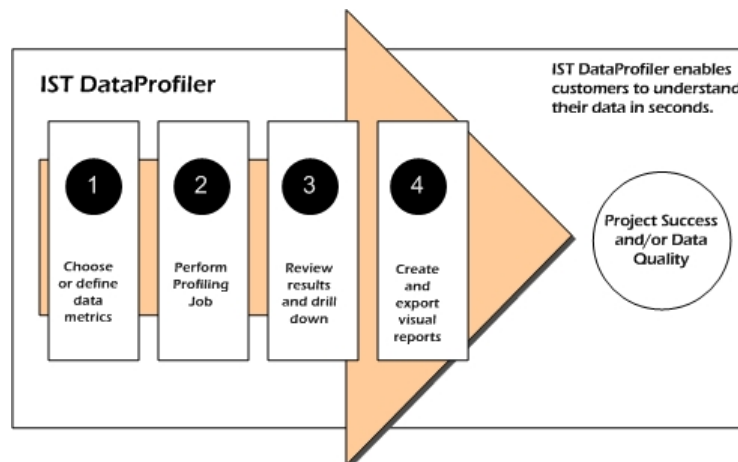 IST DataProfiler
IST DataProfiler enables
customers to understand
their data in seconds.
1
Choose
or define
data
metrics
2
Perform
Profiling
Job
3
Review
results
and drill
down
4
Create
and
export
visual
reports
Project Success
and/or Data
Quality